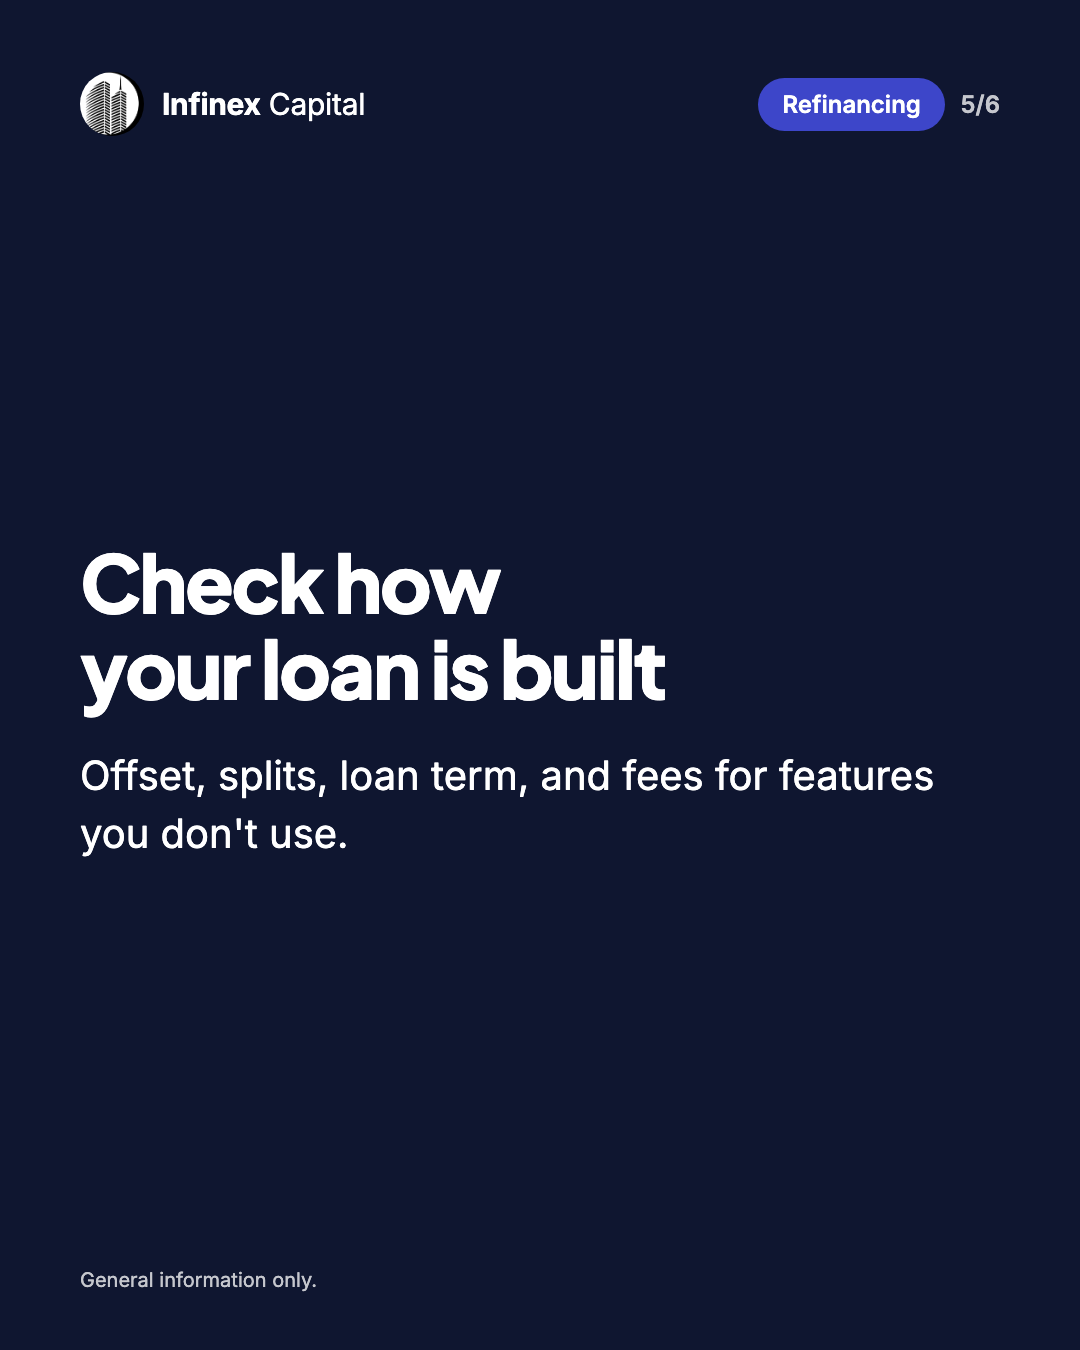 Infinex Capital
Refinancing
5/6
Check how
your loan is built
Offset, splits, loan term, and fees for features
you don't use.
General information only.